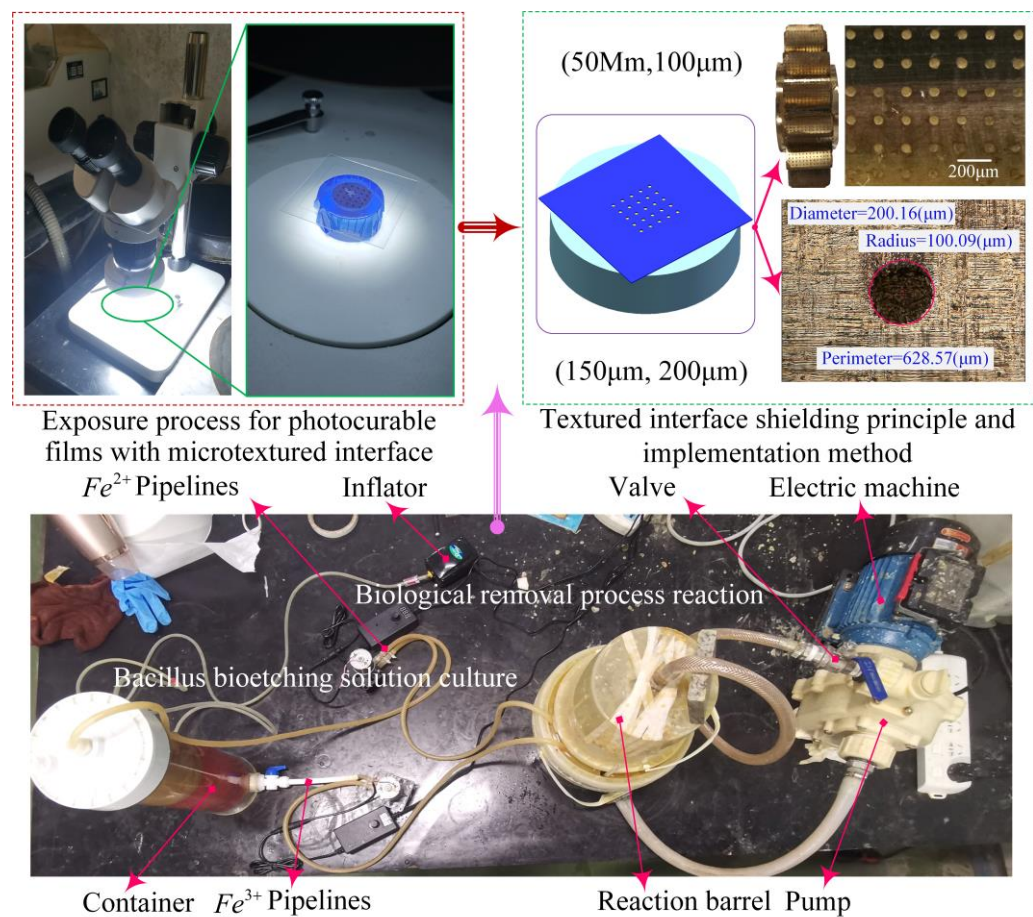 (50Mm,100μm)
200μm
Diameter=200.16(μm)
Radius=100.09(μm)
Perimeter=628.57(μm)
(150μm, 200μm)
Exposure process for photocurable
films with microtextured interface
Textured interface shielding principle and
implementation method
Fe²⁺ Pipelines
Inflator
Valve
Electric machine
Biological removal process reaction
Bacillus bioetching solution culture
Container
Fe³⁺ Pipelines
Reaction barrel
Pump